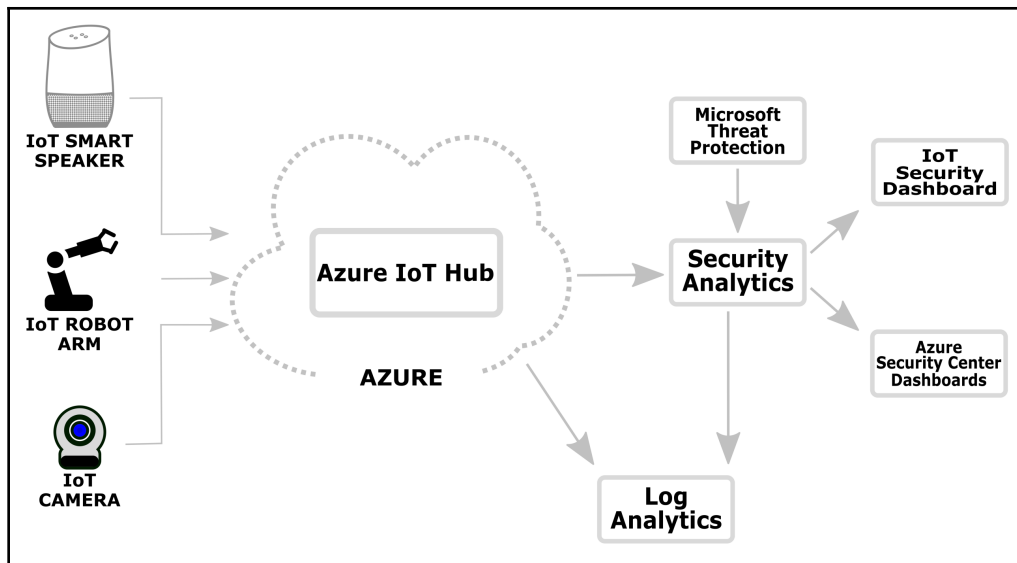 IoT SMART
SPEAKER
IoT ROBOT
ARM
IoT
CAMERA
Azure IoT Hub
AZURE
Microsoft
Threat
Protection
Security
Analytics
Log
Analytics
IoT
Security
Dashboard
Azure
Security Center
Dashboards